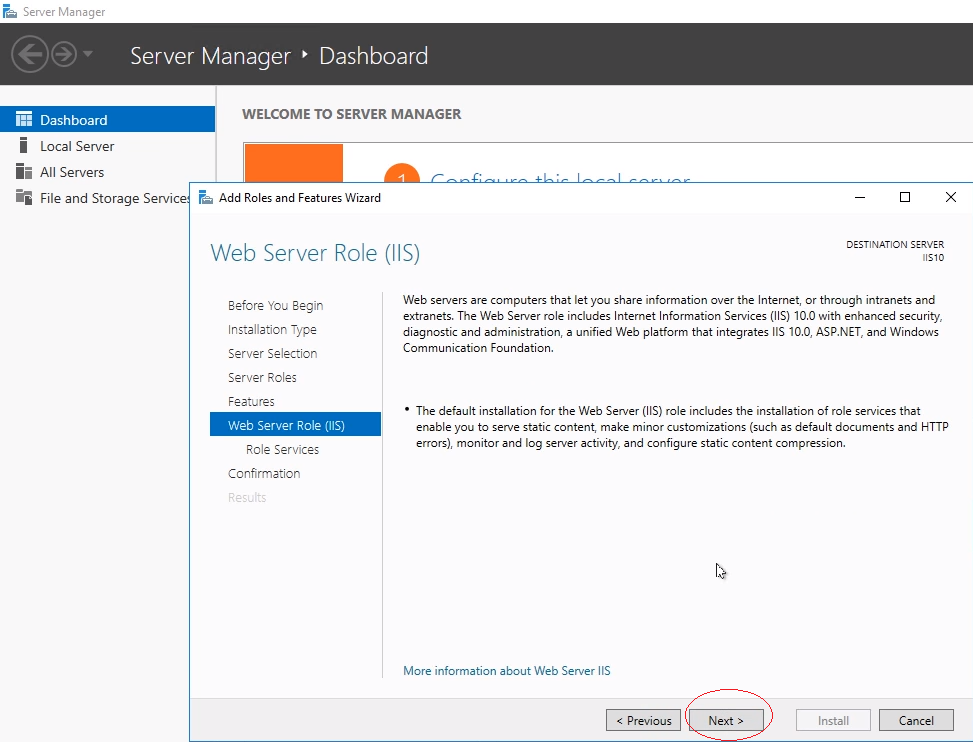 Server Manager
Server Manager ‣ Dashboard
Dashboard
Local Server
All Servers
File and Storage Services
WELCOME TO SERVER MANAGER
1 Configure this local server
Add Roles and Features Wizard
Web Server Role (IIS)
DESTINATION SERVER
IIS10
Before You Begin
Installation Type
Server Selection
Server Roles
Features
Web Server Role (IIS)
Role Services
Confirmation
Results
Web servers are computers that let you share information over the Internet, or through intranets and
extranets. The Web Server role includes Internet Information Services (IIS) 10.0 with enhanced security,
diagnostic and administration, a unified Web platform that integrates IIS 10.0, ASP.NET, and Windows
Communication Foundation.
• The default installation for the Web Server (IIS) role includes the installation of role services that
enable you to serve static content, make minor customizations (such as default documents and HTTP
errors), monitor and log server activity, and configure static content compression.
More information about Web Server IIS
< Previous Next > Install Cancel